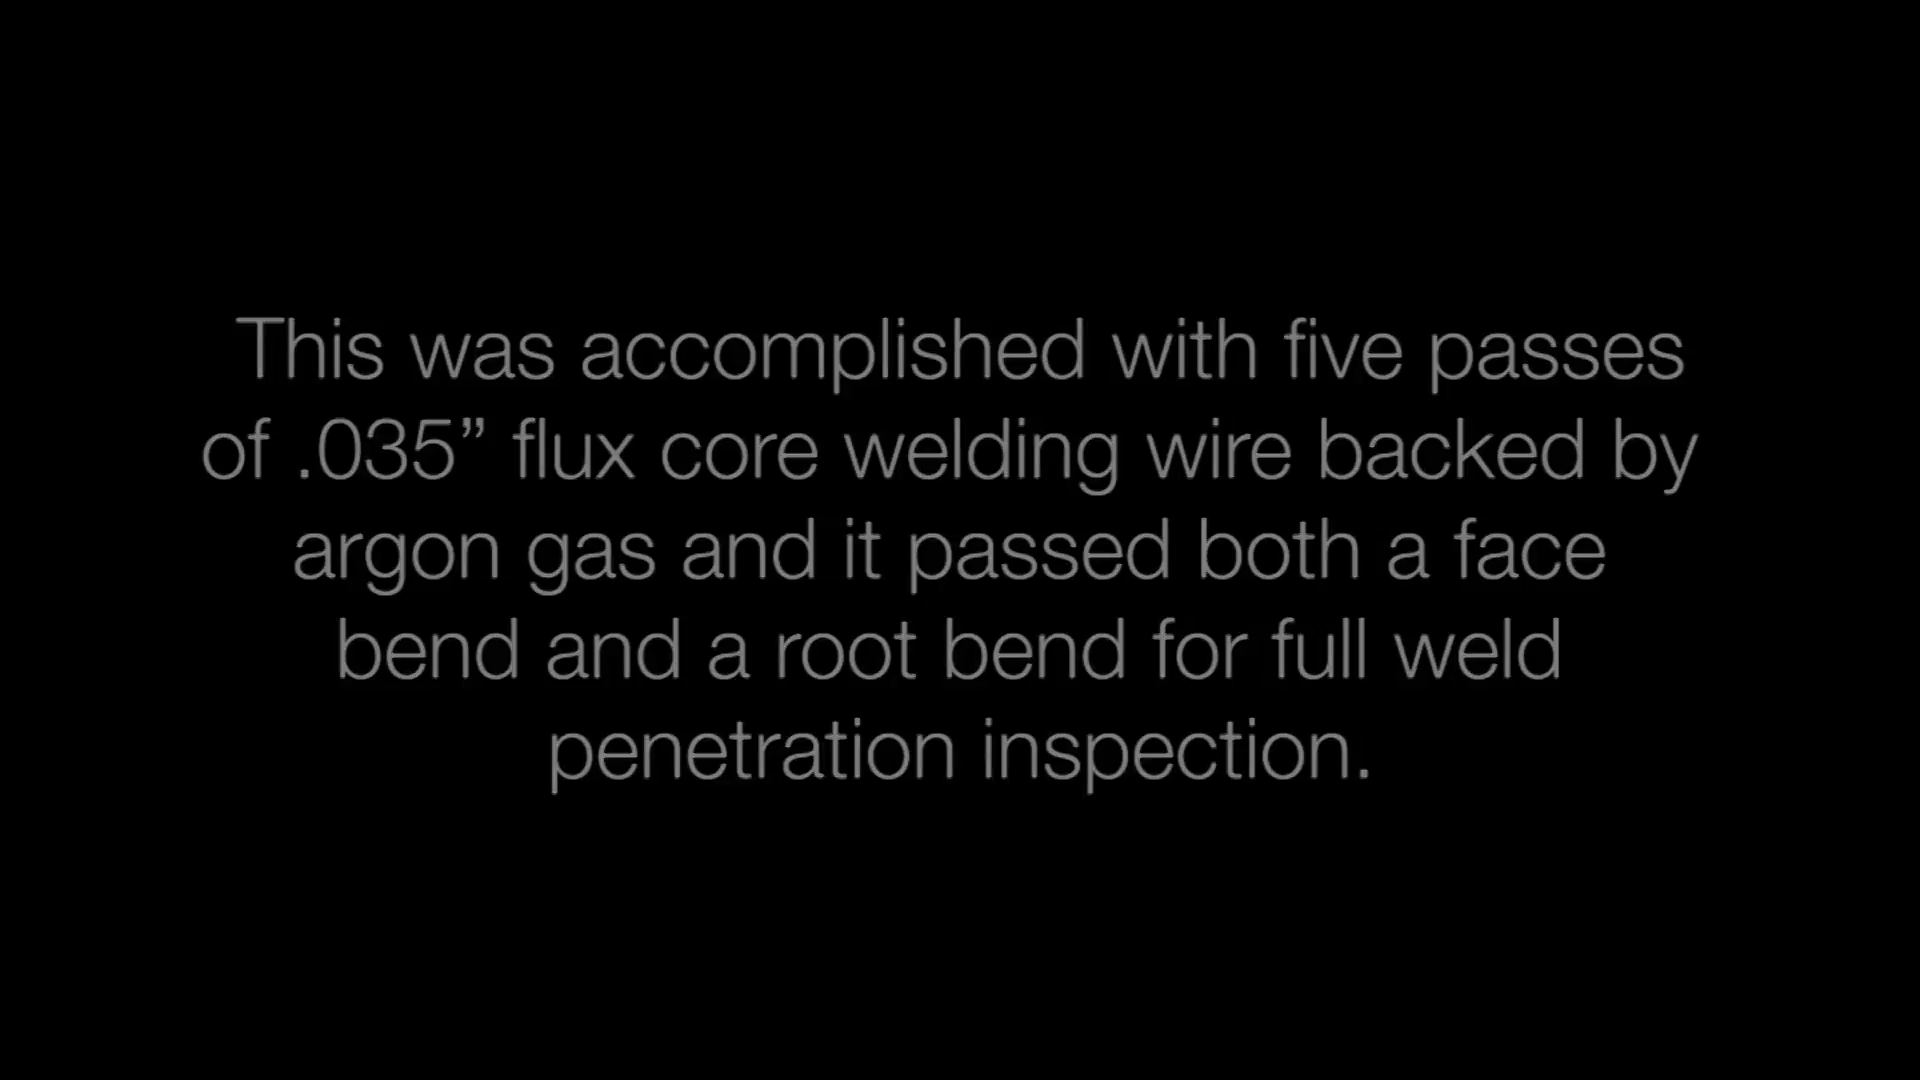 This was accomplished with five passes
of .035” flux core welding wire backed by
argon gas and it passed both a face
bend and a root bend for full weld
penetration inspection.